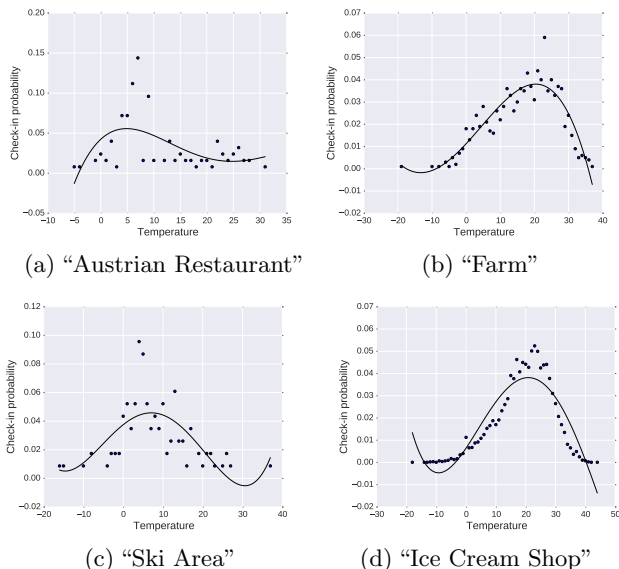 0.20
0.15
0.10
0.05
0.00
−0.05
Check-in probability
−10 −5 0 5 10 15 20 25 30 35
Temperature
(a) “Austrian Restaurant”
0.07
0.06
0.05
0.04
0.03
0.02
0.01
0.00
−0.01
−0.02
Check-in probability
−20 −10 0 10 20 30 40
Temperature
(b) “Farm”
0.12
0.10
0.08
0.06
0.04
0.02
0.00
−0.02
Check-in probability
−20 −10 0 10 20 30 40
Temperature
(c) “Ski Area”
0.07
0.06
0.05
0.04
0.03
0.02
0.01
0.00
−0.01
−0.02
Check-in probability
−30 −20 −10 0 10 20 30 40 50
Temperature
(d) “Ice Cream Shop”